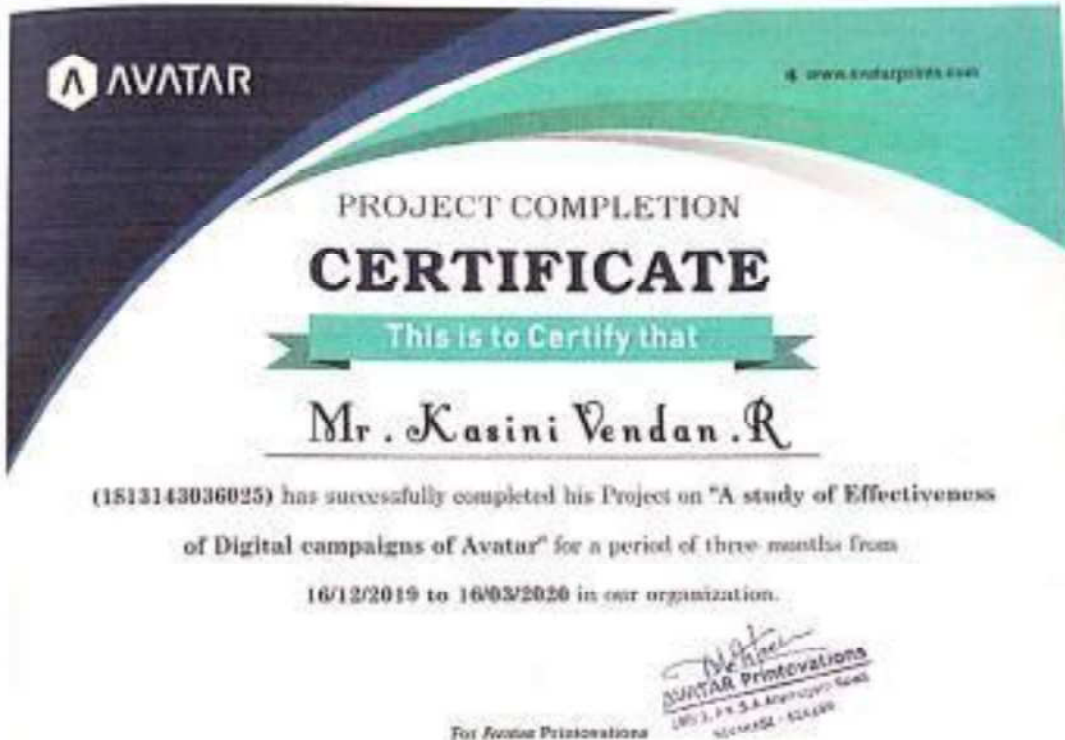 AVATAR
www.avatarprints.com
PROJECT COMPLETION
CERTIFICATE
This is to Certify that
Mr. Kasini Vendan.R
(1813143036025) has successfully completed his Project on "A study of Effectiveness
of Digital campaigns of Avatar" for a period of three months from
16/12/2019 to 16/03/2020 in our organization.
AVATAR Printovations
For Avatar Printovations